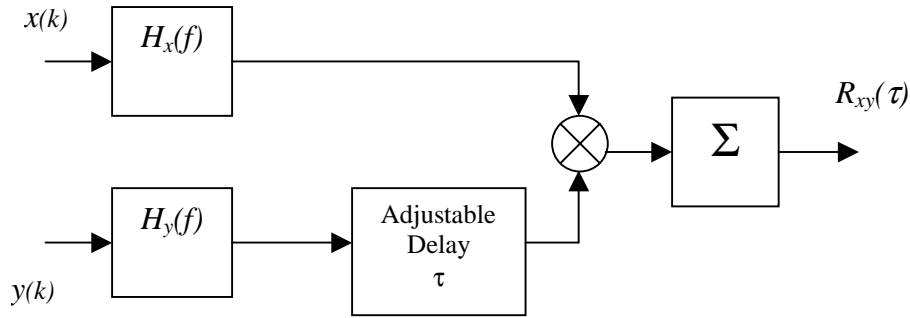 x(k)
Hx(f)
Rxy(τ)
Σ
Hy(f)
Adjustable
Delay
τ
y(k)